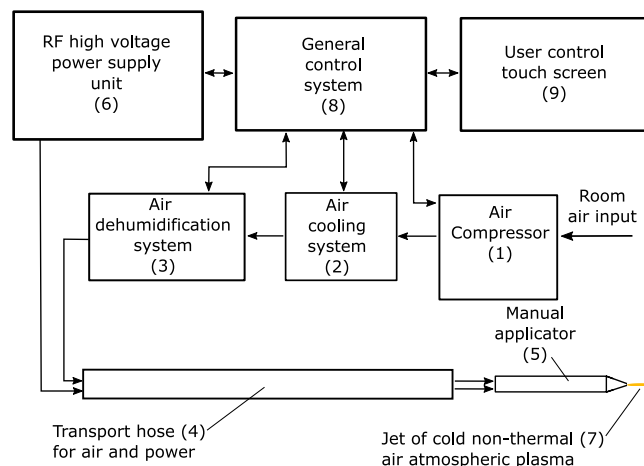 RF high voltage
power supply
unit
(6)
General
control
system
(8)
User control
touch screen
(9)
Air
dehumidification
system
(3)
Air
cooling
system
(2)
Air
Compressor
(1)
Room
air input
Manual
applicator
(5)
Transport hose (4)
for air and power
Jet of cold non-thermal (7)
air atmospheric plasma